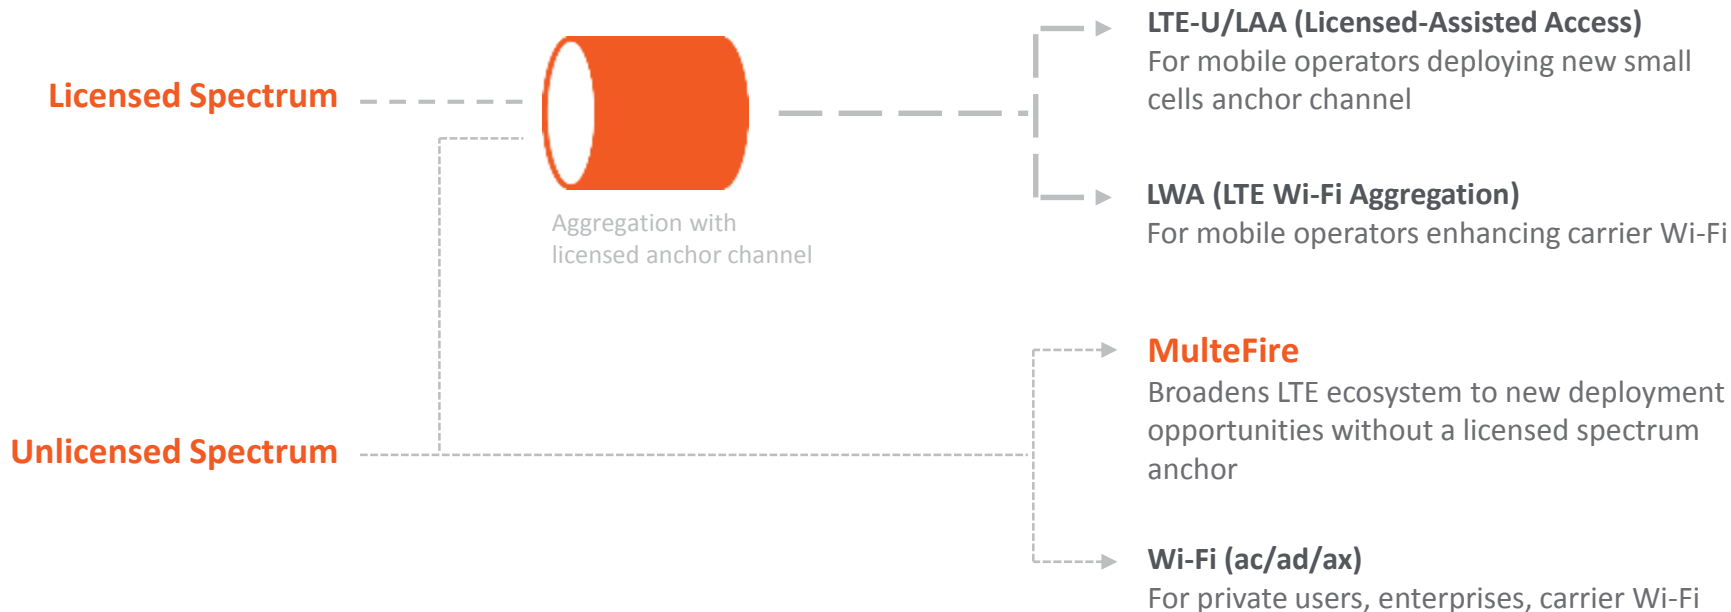 Licensed Spectrum
Aggregation with
licensed anchor channel
LTE-U/LAA (Licensed-Assisted Access)
For mobile operators deploying new small
cells anchor channel
LWA (LTE Wi-Fi Aggregation)
For mobile operators enhancing carrier Wi-Fi
Unlicensed Spectrum
MulteFire
Broadens LTE ecosystem to new deployment
opportunities without a licensed spectrum
anchor
Wi-Fi (ac/ad/ax)
For private users, enterprises, carrier Wi-Fi